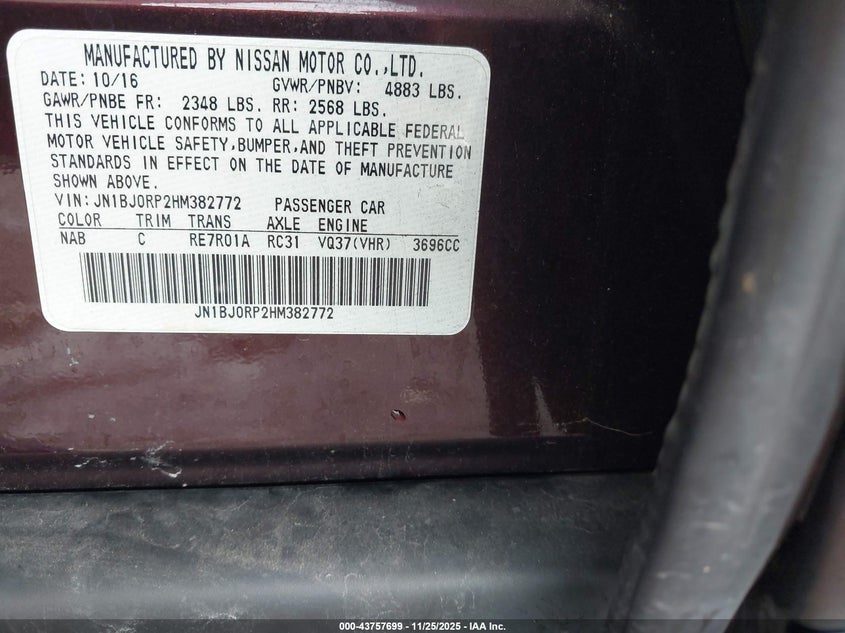 MANUFACTURED BY NISSAN MOTOR CO.,LTD.
DATE: 10/16 GVWR/PNBV: 4883 LBS.
GAWR/PNBE FR: 2348 LBS. RR: 2568 LBS.
THIS VEHICLE CONFORMS TO ALL APPLICABLE FEDERAL
MOTOR VEHICLE SAFETY,BUMPER,AND THEFT PREVENTION
STANDARDS IN EFFECT ON THE DATE OF MANUFACTURE
SHOWN ABOVE.
VIN: JN1BJ0RP2HM382772 PASSENGER CAR
COLOR TRIM TRANS AXLE ENGINE
NAB C RE7R01A RC31 VQ37(VHR) 3696CC
JN1BJ0RP2HM382772
000-43757699 - 11/25/2025 - IAA Inc.